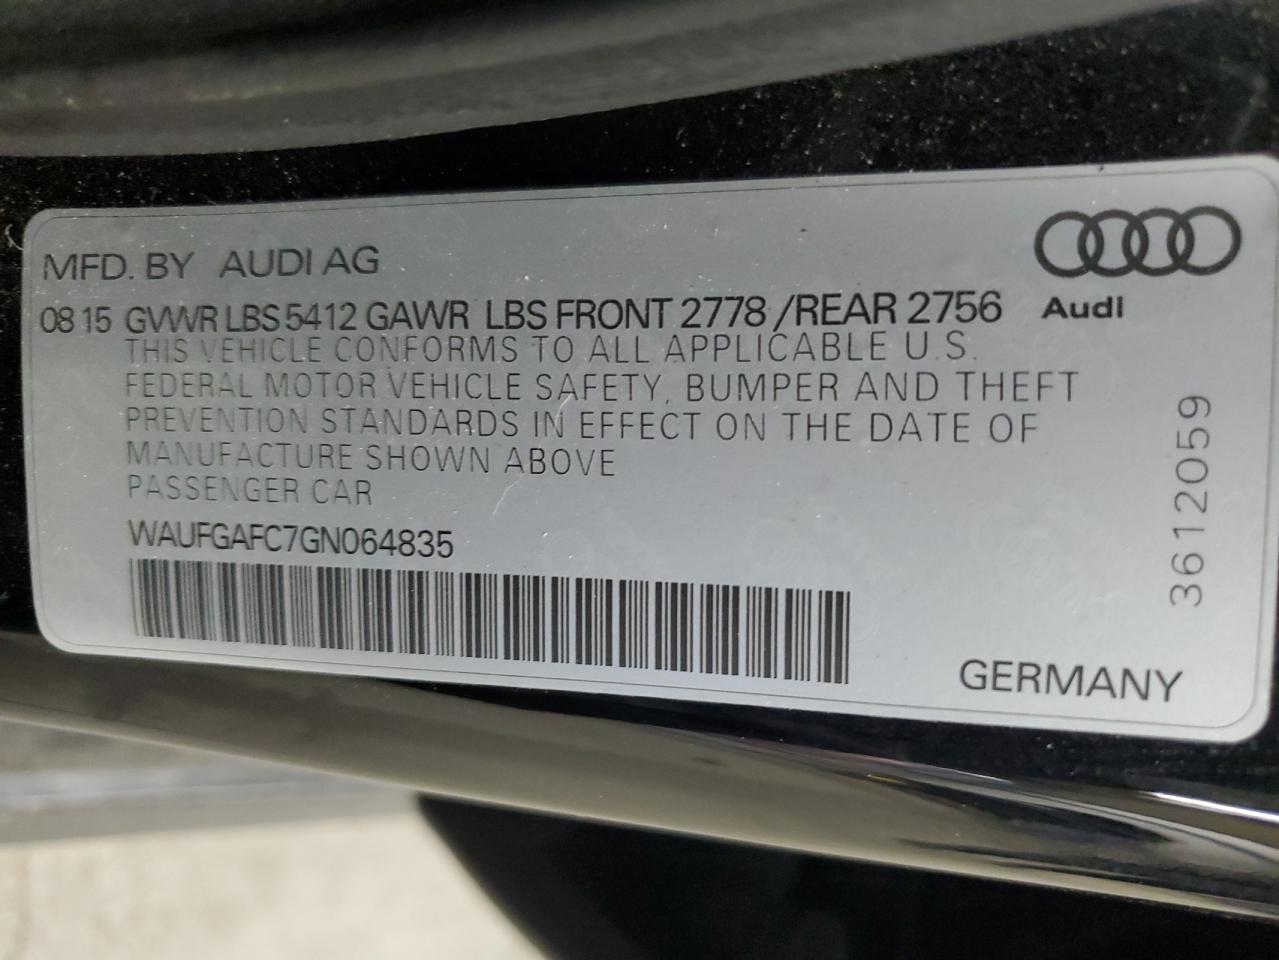 MFD. BY AUDI AG
Audi
08 15 GVWR LBS 5412 GAWR LBS FRONT 2778 /REAR 2756
THIS VEHICLE CONFORMS TO ALL APPLICABLE U.S.
FEDERAL MOTOR VEHICLE SAFETY, BUMPER AND THEFT
PREVENTION STANDARDS IN EFFECT ON THE DATE OF
MANUFACTURE SHOWN ABOVE
PASSENGER CAR
WAUFGAFC7GN064835
3612059
GERMANY